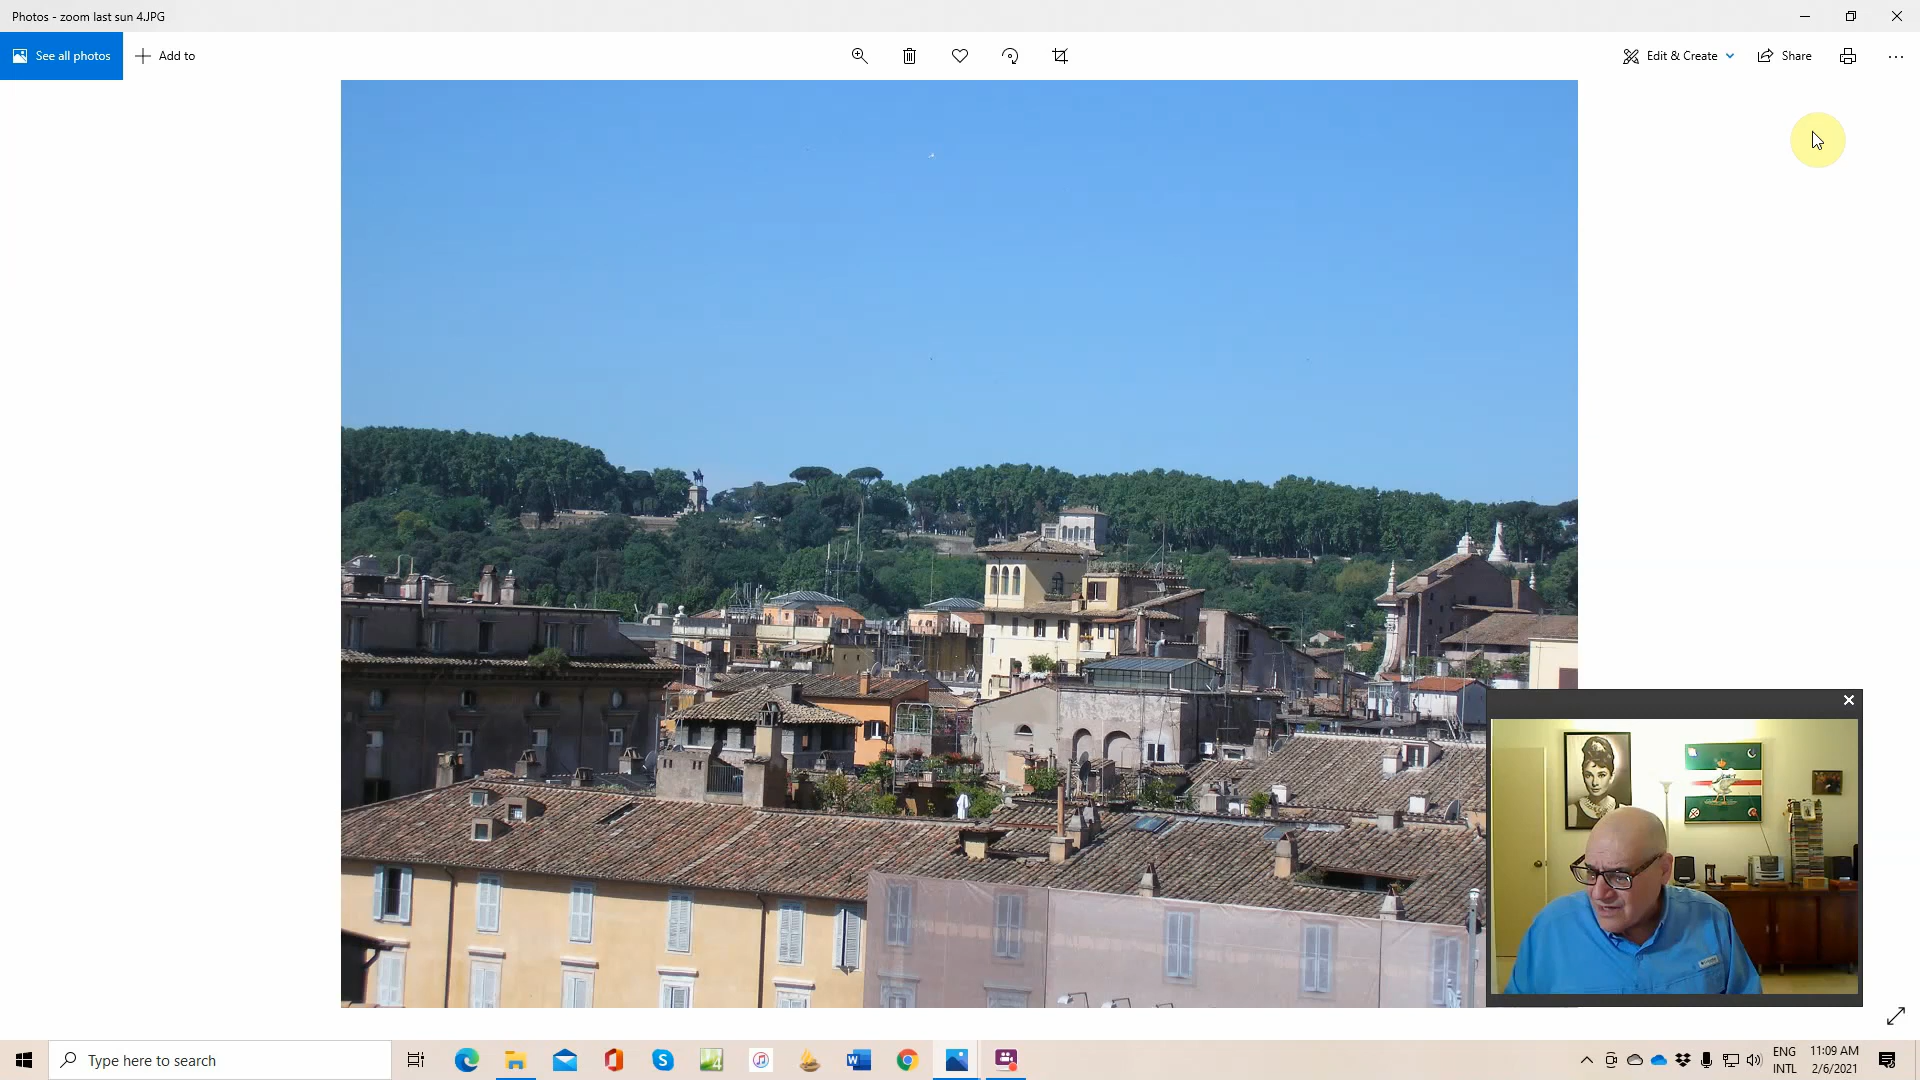 Photos - zoom last sun 4.JPG
See all photos
Add to
Edit & Create
Share
Type here to search
ENG
INTL
11:09 AM
2/6/2021